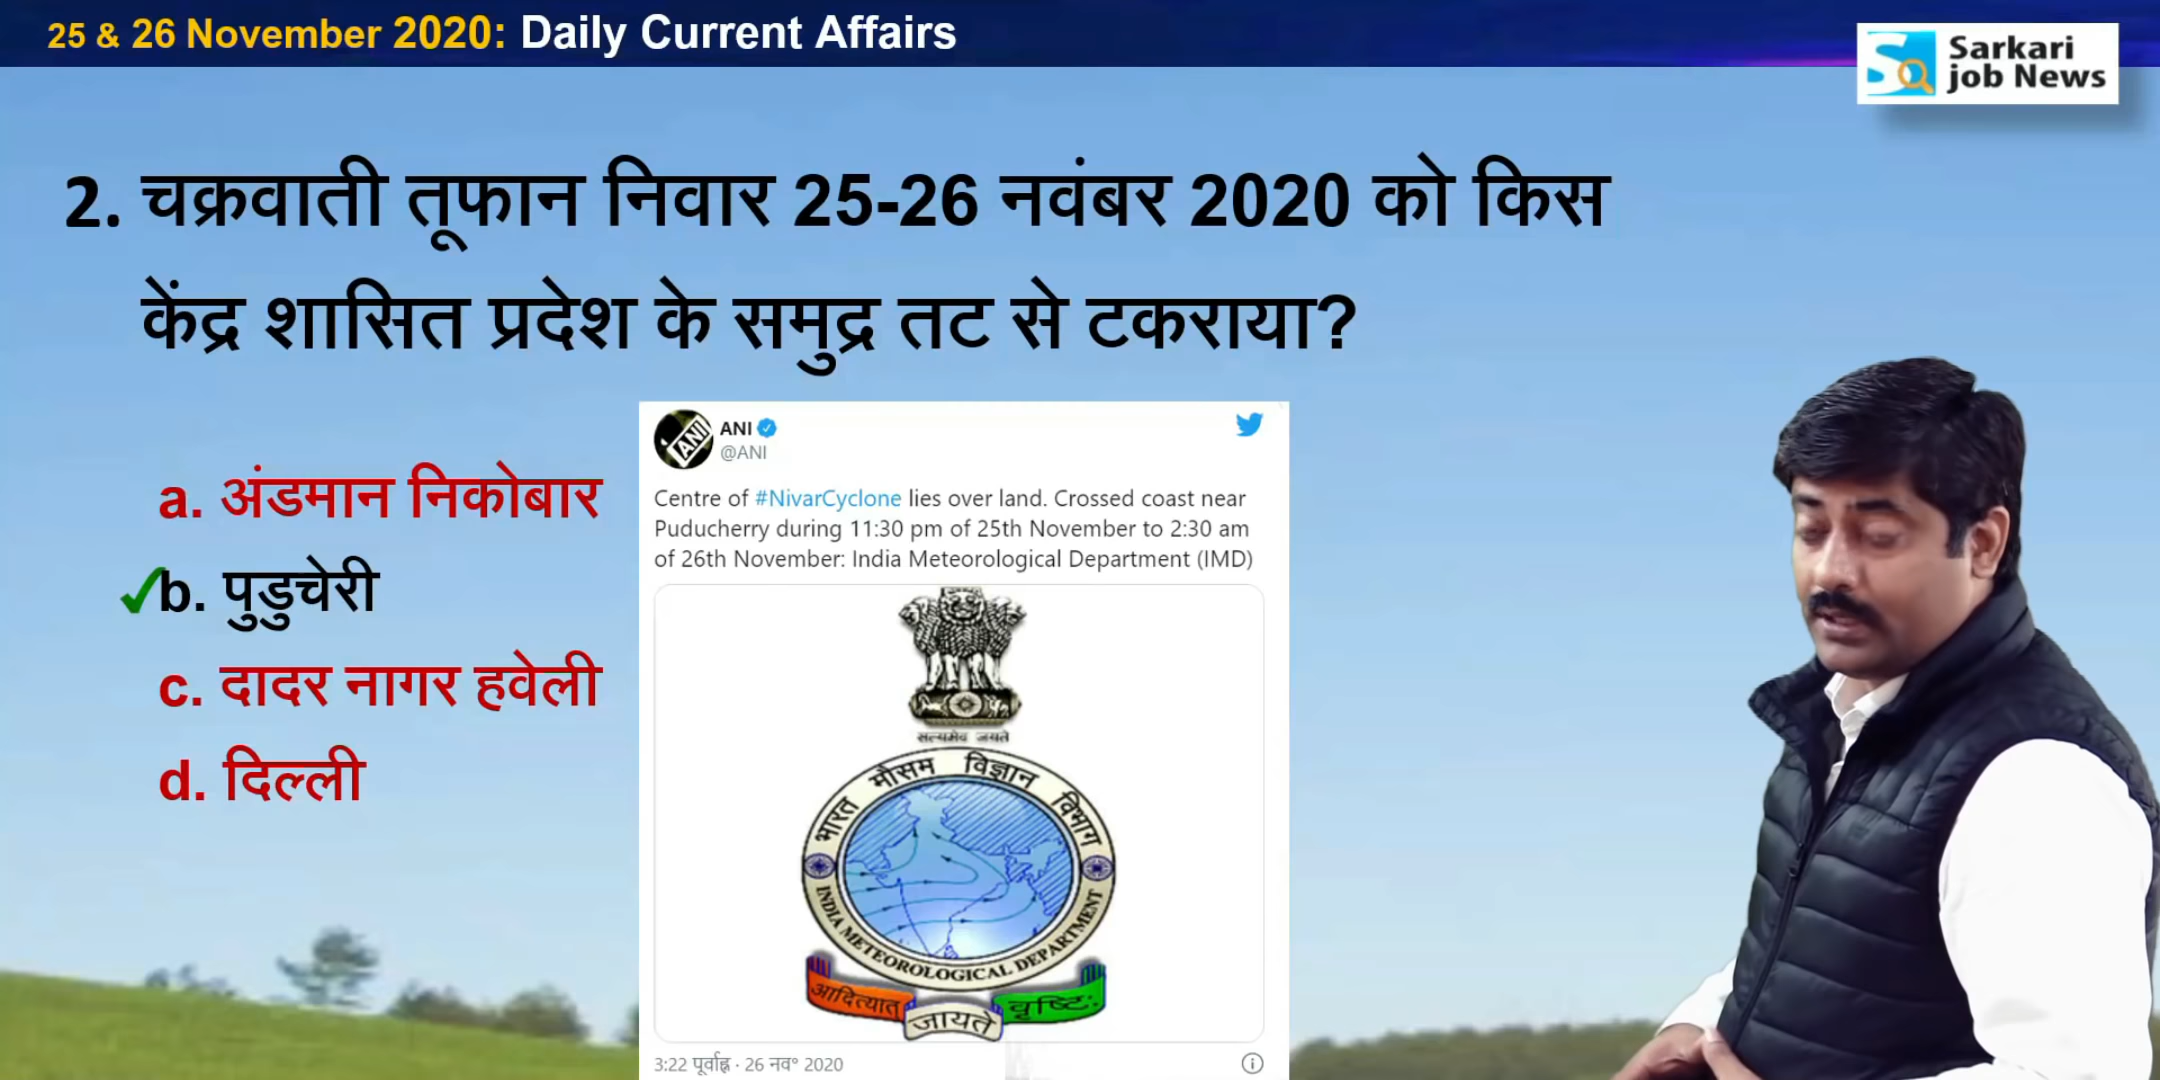 25 & 26 November 2020: Daily Current Affairs
Sarkari
job News
2. चक्रवाती तूफान निवार 25-26 नवंबर 2020 को किस
केंद्र शासित प्रदेश के समुद्र तट से टकराया?
a. अंडमान निकोबार
b. पुडुचेरी
c. दादर नागर हवेली
d. दिल्ली
ANI
@ANI
Centre of #NivarCyclone lies over land. Crossed coast near
Puducherry during 11:30 pm of 25th November to 2:30 am
of 26th November: India Meteorological Department (IMD)
सत्यमेव जयते
भारत मौसम विज्ञान विभाग
INDIA METEOROLOGICAL DEPARTMENT
आदित्यात
जायते
वृष्टि:
3:22 पूर्वाह्न · 26 नव° 2020